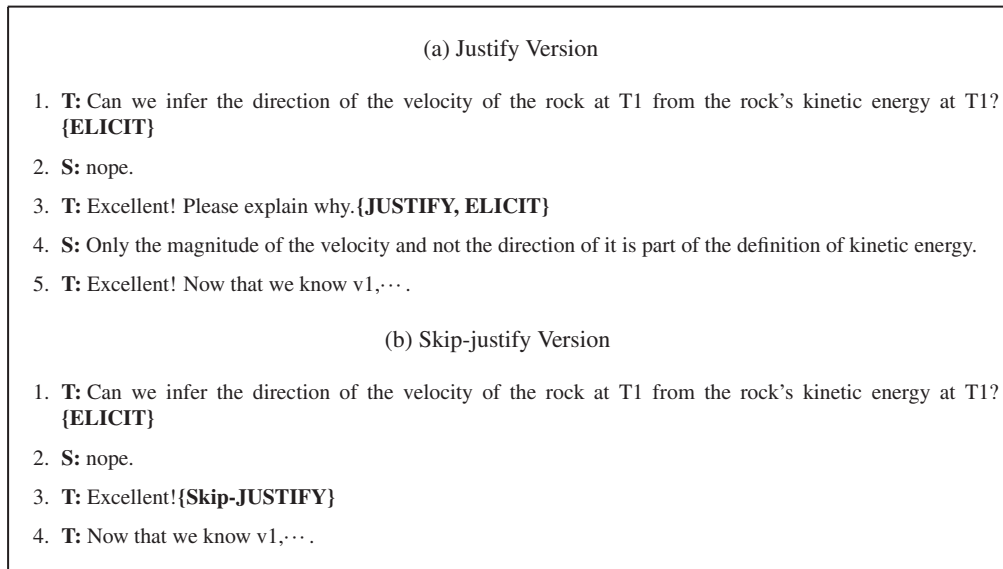 (a) Justify Version
1. T: Can we infer the direction of the velocity of the rock at T1 from the rock's kinetic energy at T1?
{ELICIT}
2. S: nope.
3. T: Excellent! Please explain why.{JUSTIFY, ELICIT}
4. S: Only the magnitude of the velocity and not the direction of it is part of the definition of kinetic energy.
5. T: Excellent! Now that we know v1,··· .
(b) Skip-justify Version
1. T: Can we infer the direction of the velocity of the rock at T1 from the rock's kinetic energy at T1?
{ELICIT}
2. S: nope.
3. T: Excellent!{Skip-JUSTIFY}
4. T: Now that we know v1,··· .